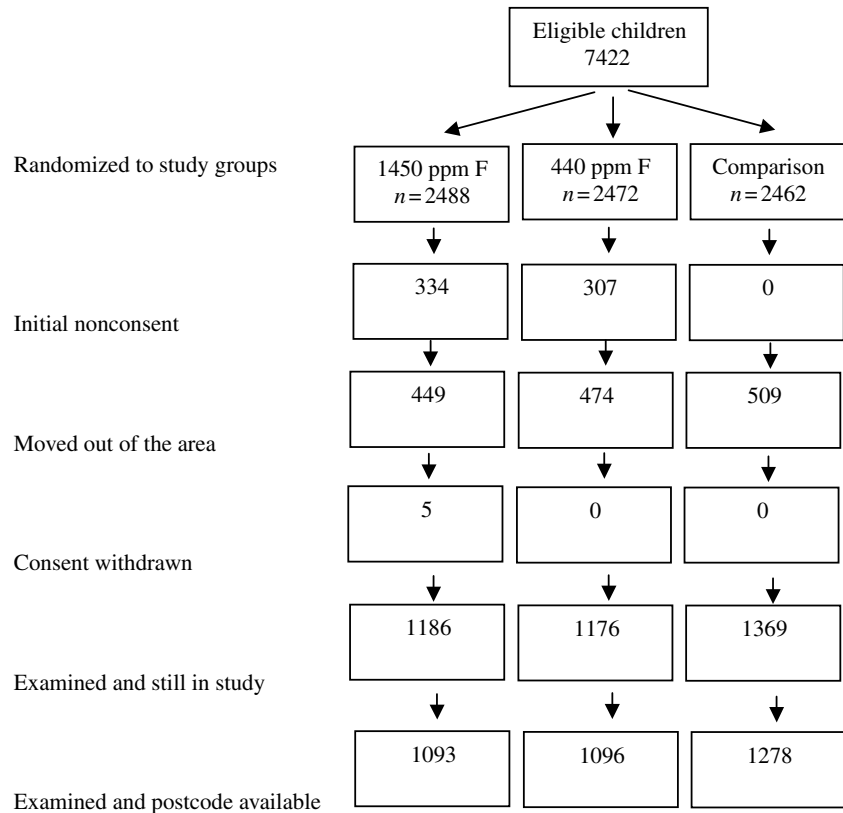 Eligible children
7422
Randomized to study groups
1450 ppm F
n=2488
440 ppm F
n=2472
Comparison
n=2462
334
307
0
Initial nonconsent
449
474
509
Moved out of the area
5
0
0
Consent withdrawn
1186
1176
1369
Examined and still in study
1093
1096
1278
Examined and postcode available